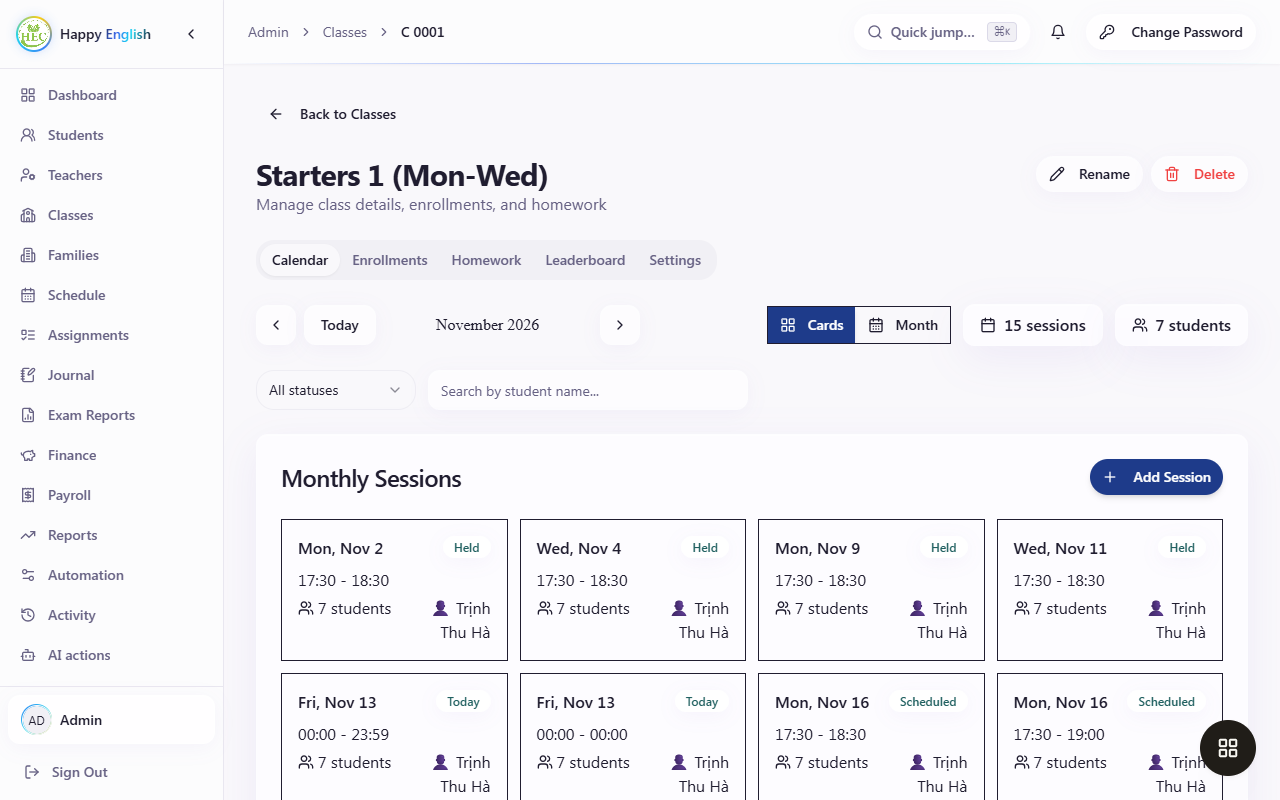 HEC
Happy English
Admin > Classes > C 0001
Quick jump... ⌘K
Change Password
Dashboard
Students
Teachers
Classes
Families
Schedule
Assignments
Journal
Exam Reports
Finance
Payroll
Reports
Automation
Activity
AI actions
AD Admin
Sign Out
Back to Classes
Starters 1 (Mon-Wed)
Manage class details, enrollments, and homework
Rename
Delete
Calendar Enrollments Homework Leaderboard Settings
Today
November 2026
Cards
Month
15 sessions
7 students
All statuses
Search by student name...
Monthly Sessions
Add Session
Mon, Nov 2 Held
17:30 - 18:30
7 students Trịnh
Thu Hà
Wed, Nov 4 Held
17:30 - 18:30
7 students Trịnh
Thu Hà
Mon, Nov 9 Held
17:30 - 18:30
7 students Trịnh
Thu Hà
Wed, Nov 11 Held
17:30 - 18:30
7 students Trịnh
Thu Hà
Fri, Nov 13 Today
00:00 - 23:59
7 students Trịnh
Thu Hà
Fri, Nov 13 Today
00:00 - 00:00
7 students Trịnh
Thu Hà
Mon, Nov 16 Scheduled
17:30 - 18:30
7 students Trịnh
Thu Hà
Mon, Nov 16 Scheduled
17:30 - 19:00
7 students Trịnh
Thu Hà